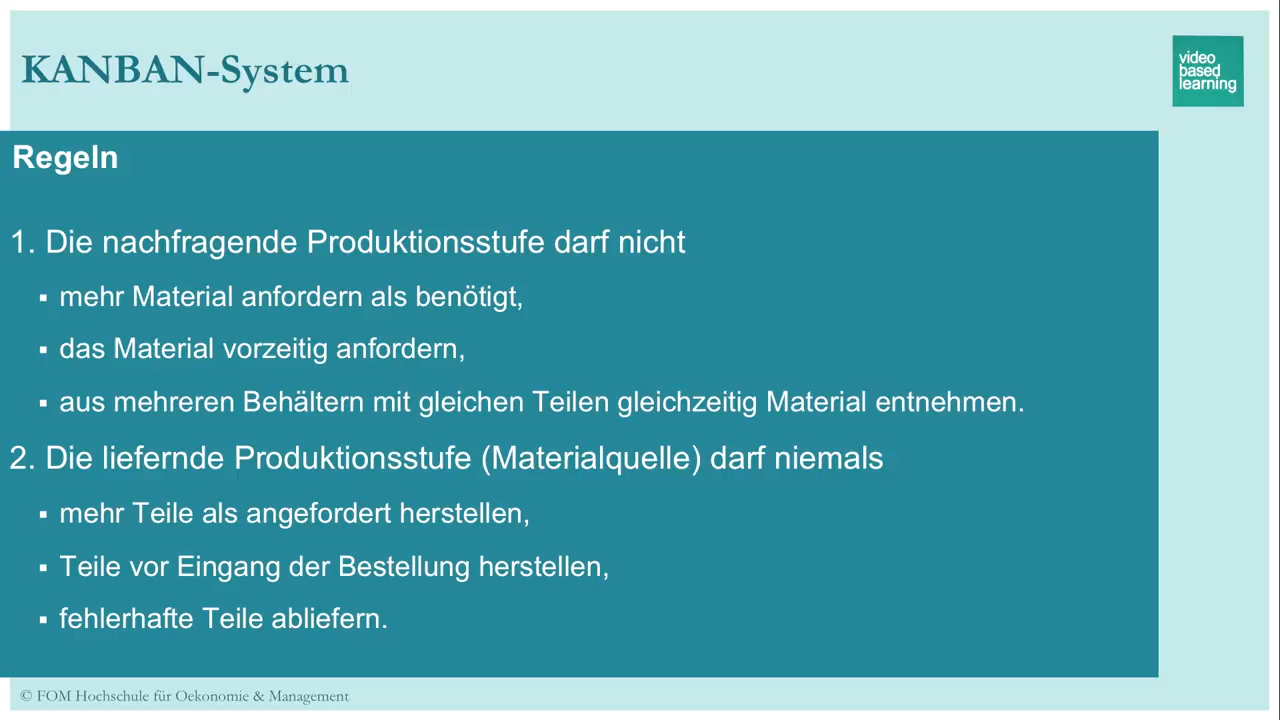 KANBAN-System
video
based
learning
Regeln
1. Die nachfragende Produktionsstufe darf nicht
▪ mehr Material anfordern als benötigt,
▪ das Material vorzeitig anfordern,
▪ aus mehreren Behältern mit gleichen Teilen gleichzeitig Material entnehmen.
2. Die liefernde Produktionsstufe (Materialquelle) darf niemals
▪ mehr Teile als angefordert herstellen,
▪ Teile vor Eingang der Bestellung herstellen,
▪ fehlerhafte Teile abliefern.
© FOM Hochschule für Oekonomie & Management